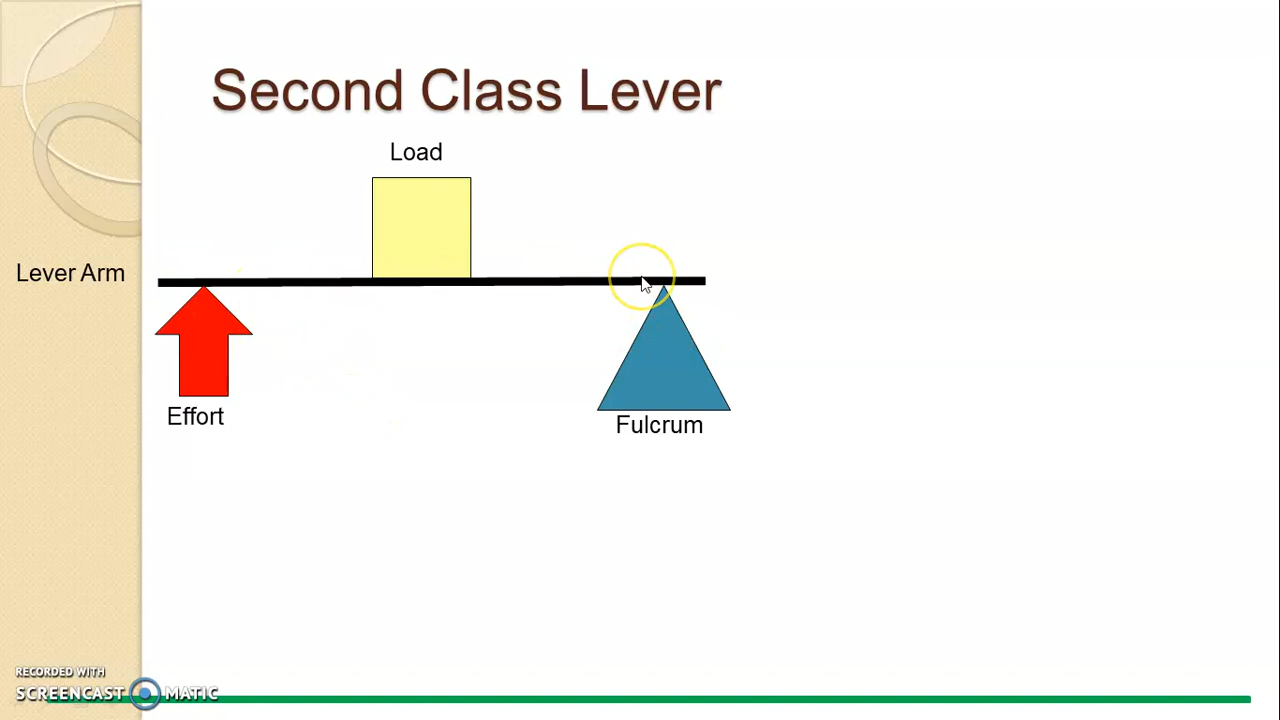 Second Class Lever
Load
Lever Arm
Effort
Fulcrum
RECORDED WITH
SCREENCAST MATIC